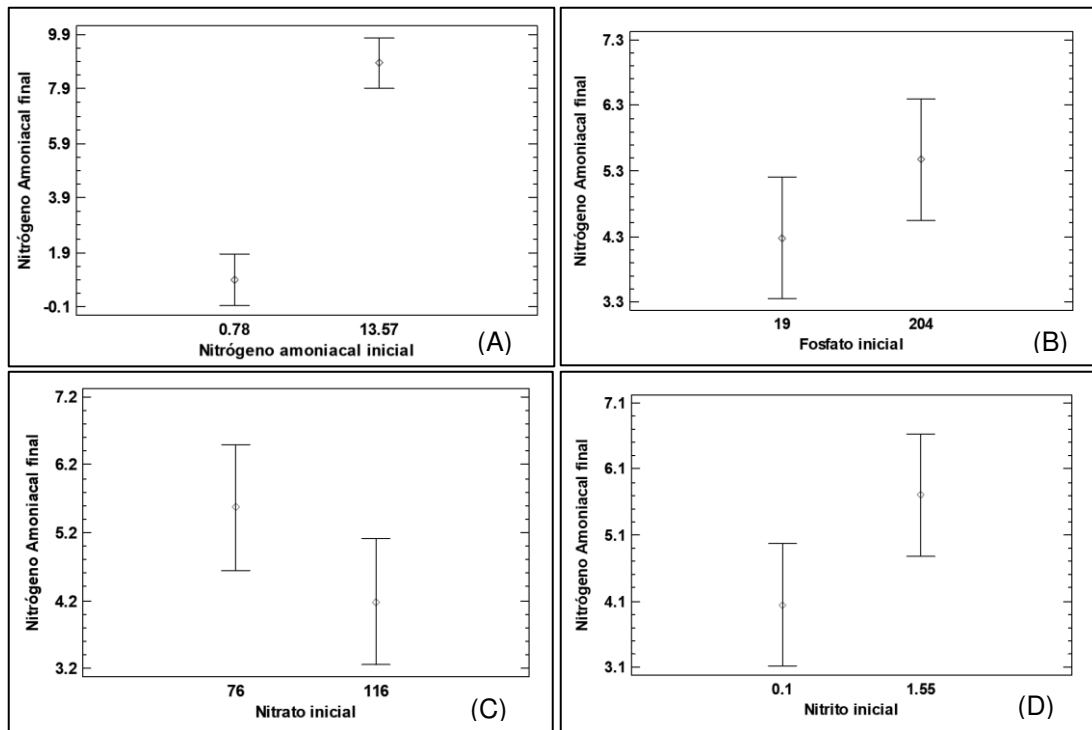 Nitrógeno Amoniacal final
9.9
7.9
5.9
3.9
1.9
-0.1
0.78 13.57
Nitrógeno amoniacal inicial
(A)
Nitrógeno Amoniacal final
7.3
6.3
5.3
4.3
3.3
19 204
Fosfato inicial
(B)
Nitrógeno Amoniacal final
7.2
6.2
5.2
4.2
3.2
76 116
Nitrato inicial
(C)
Nitrógeno Amoniacal final
7.1
6.1
5.1
4.1
3.1
0.1 1.55
Nitrito inicial
(D)